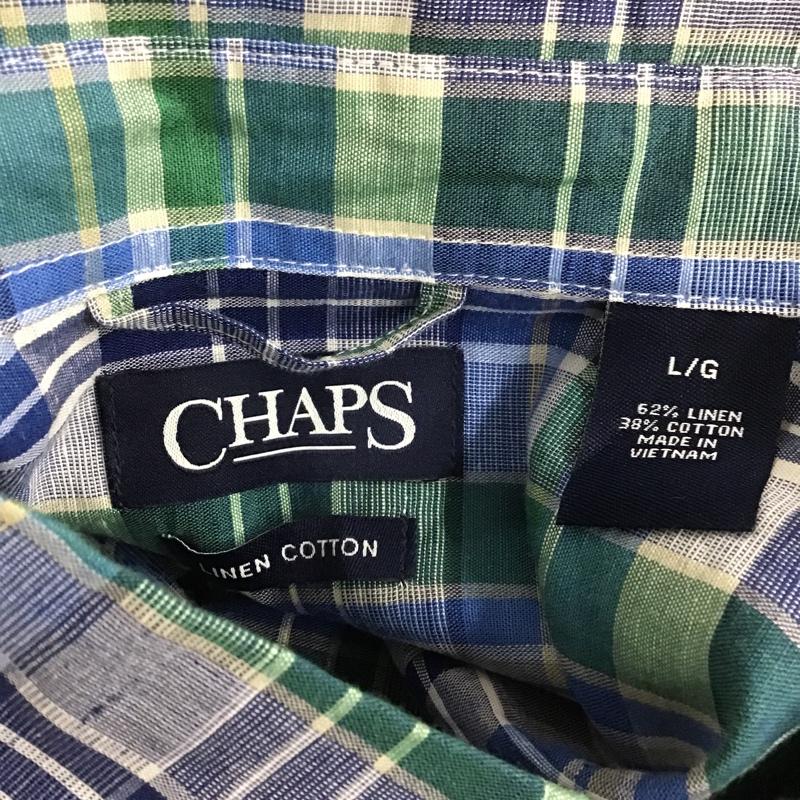 CHAPS
LINEN COTTON
L/G
62% LINEN
38% COTTON
MADE IN
VIETNAM